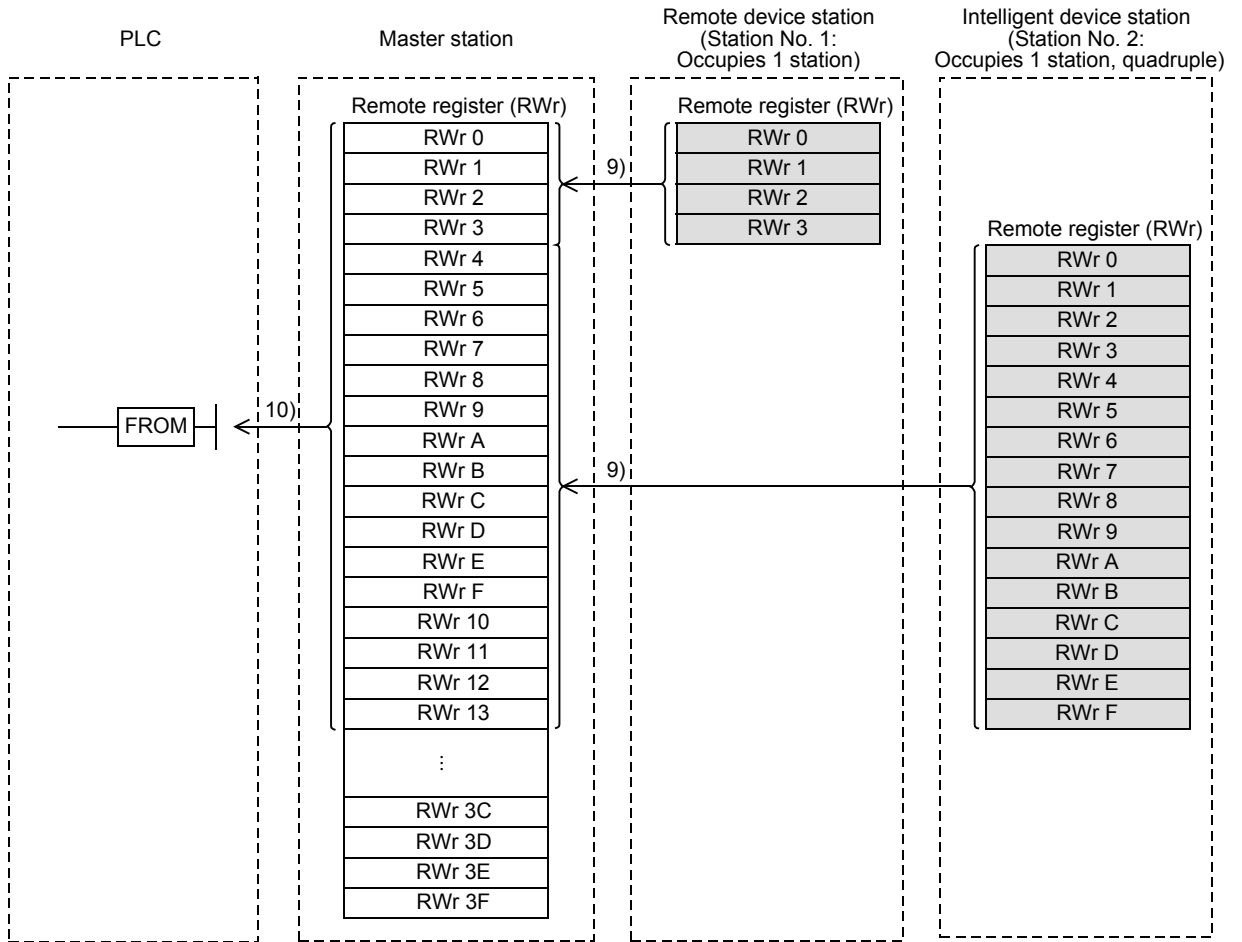 PLC
Master station
Remote device station
(Station No. 1:
Occupies 1 station)
Intelligent device station
(Station No. 2:
Occupies 1 station, quadruple)
FROM
10)
Remote register (RWr)
RWr 0
RWr 1
RWr 2
RWr 3
RWr 4
RWr 5
RWr 6
RWr 7
RWr 8
RWr 9
RWr A
RWr B
RWr C
RWr D
RWr E
RWr F
RWr 10
RWr 11
RWr 12
RWr 13
⋮
RWr 3C
RWr 3D
RWr 3E
RWr 3F
9)
9)
Remote register (RWr)
RWr 0
RWr 1
RWr 2
RWr 3
Remote register (RWr)
RWr 0
RWr 1
RWr 2
RWr 3
RWr 4
RWr 5
RWr 6
RWr 7
RWr 8
RWr 9
RWr A
RWr B
RWr C
RWr D
RWr E
RWr F